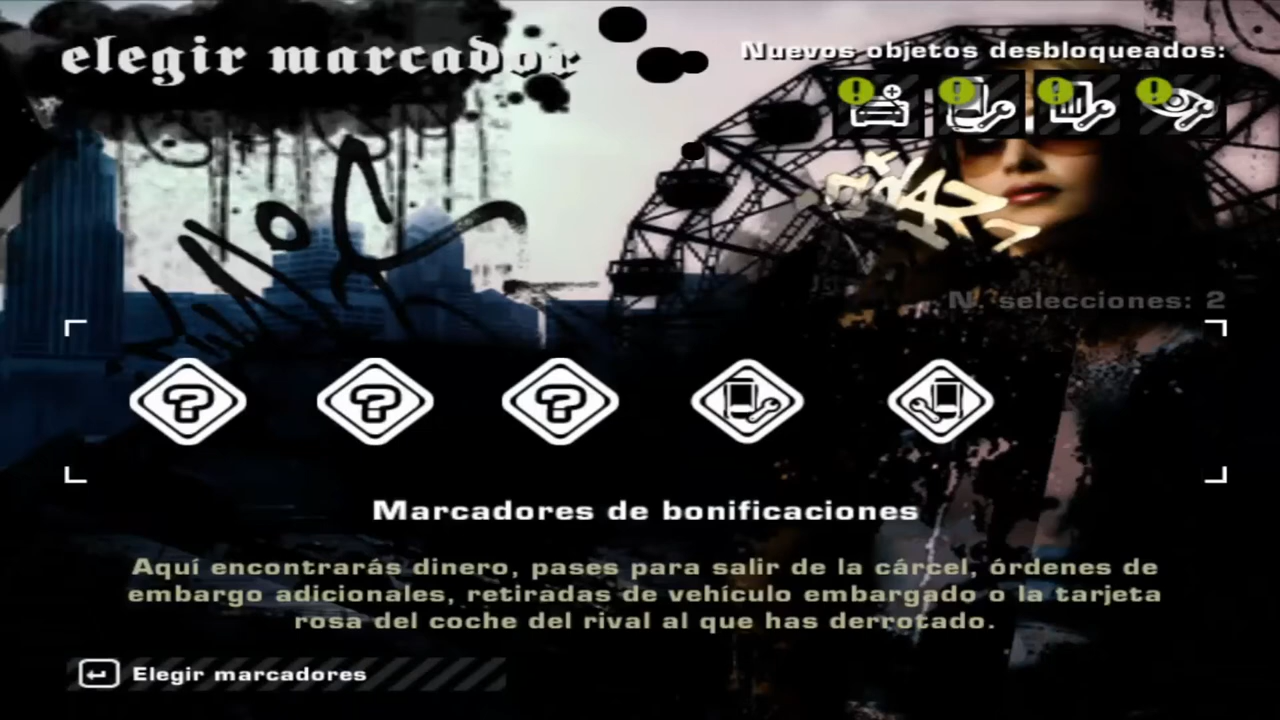 elegir marcador
Nuevos objetos desbloqueados:
! ! ! !
N. selecciones: 2
? ? ?
Marcadores de bonificaciones
Aquí encontrarás dinero, pases para salir de la cárcel, órdenes de
embargo adicionales, retiradas de vehículo embargado o la tarjeta
rosa del coche del rival al que has derrotado.
Elegir marcadores